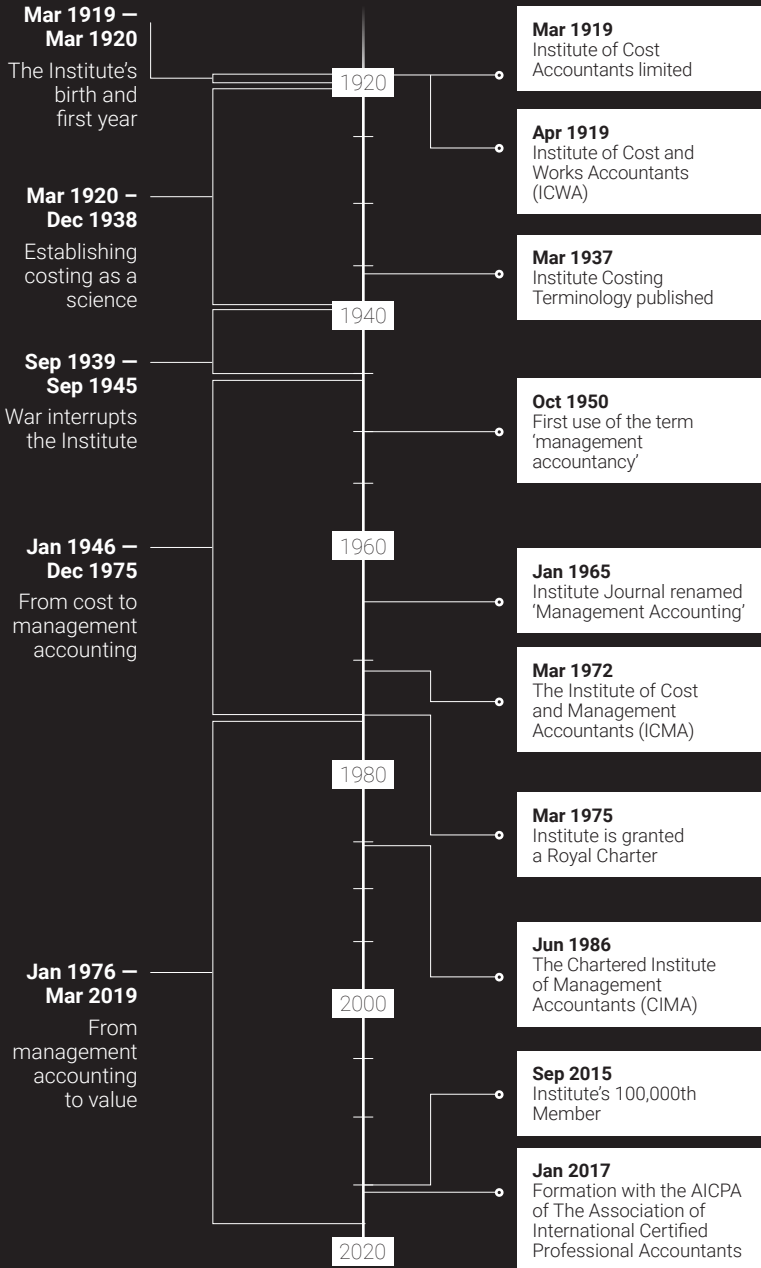 Mar 1919 —
Mar 1920
The Institute’s
birth and
first year
Mar 1920 –
Dec 1938
Establishing
costing as a
science
Sep 1939 —
Sep 1945
War interrupts
the Institute
Jan 1946 —
Dec 1975
From cost to
management
accounting
Jan 1976 —
Mar 2019
From
management
accounting
to value
1920
1940
1960
1980
2000
2020
Mar 1919
Institute of Cost
Accountants limited
Apr 1919
Institute of Cost and
Works Accountants
(ICWA)
Mar 1937
Institute Costing
Terminology published
Oct 1950
First use of the term
‘management
accountancy’
Jan 1965
Institute Journal renamed
‘Management Accounting’
Mar 1972
The Institute of Cost
and Management
Accountants (ICMA)
Mar 1975
Institute is granted
a Royal Charter
Jun 1986
The Chartered Institute
of Management
Accountants (CIMA)
Sep 2015
Institute’s 100,000th
Member
Jan 2017
Formation with the AICPA
of The Association of
International Certified
Professional Accountants